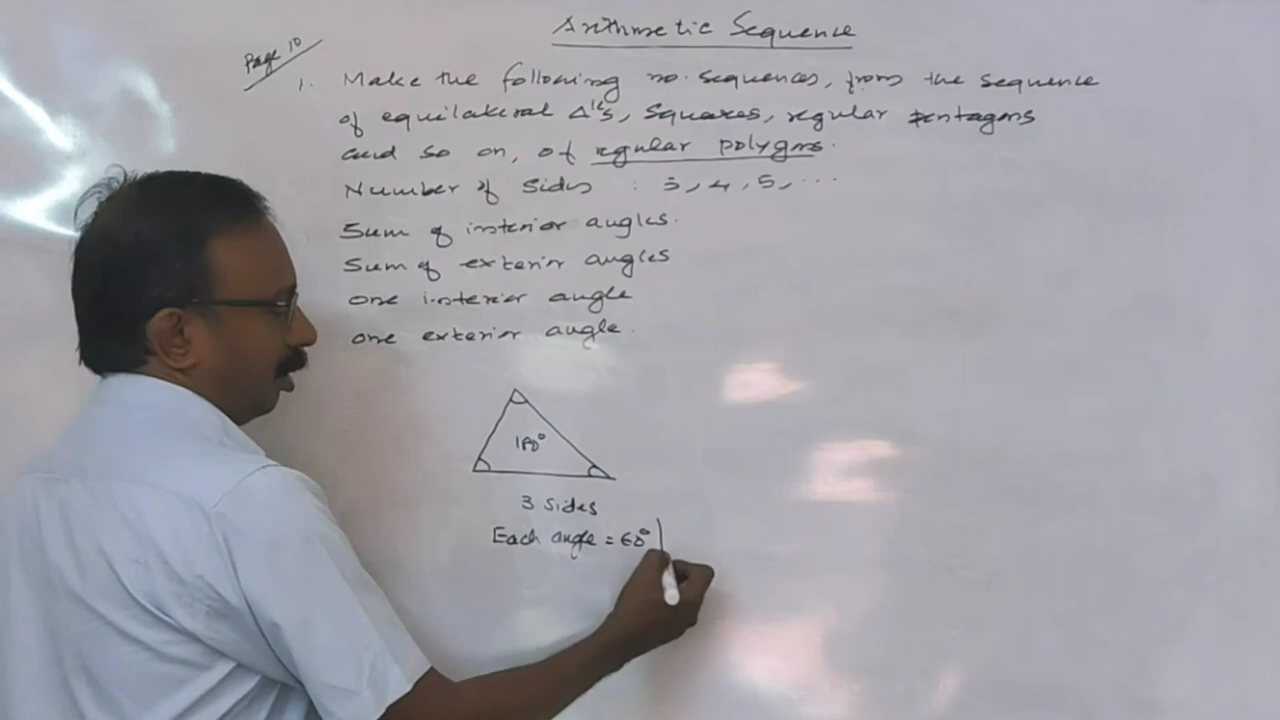 Arithmetic Sequence
Page 10
1. Make the following no. sequences, from the sequence
of equilateral Δls, squares, regular pentagons
and so on, of regular polygons.
Number of sides : 3, 4, 5, ...
Sum of interior angles.
Sum of exterior angles
one interior angle
one exterior angle.
180°
3 sides
Each angle = 60°